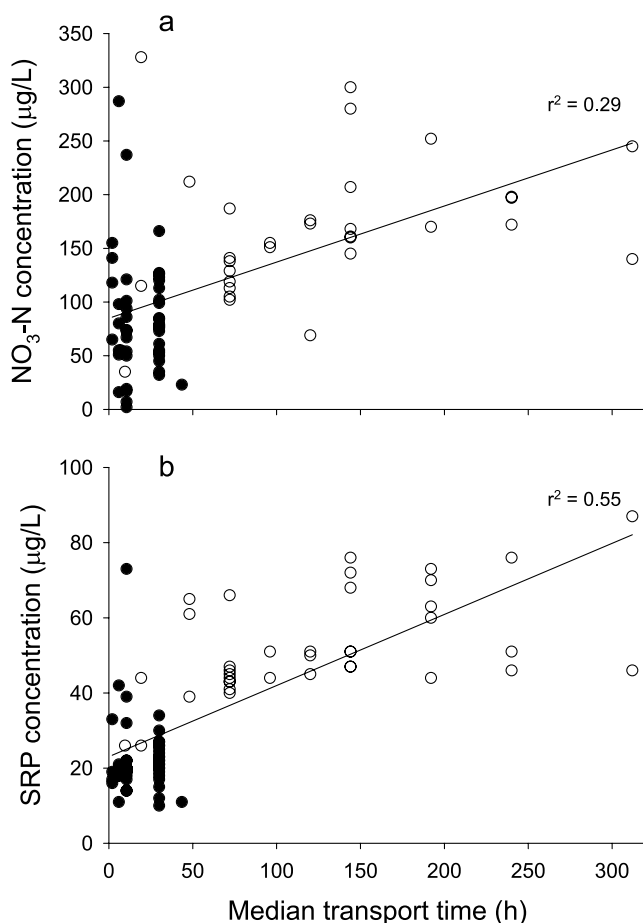 a
350
300
250
200
150
100
50
0
NO₃-N concentration (µg/L)
r² = 0.29
b
100
80
60
40
20
0
SRP concentration (µg/L)
r² = 0.55
0 50 100 150 200 250 300
Median transport time (h)